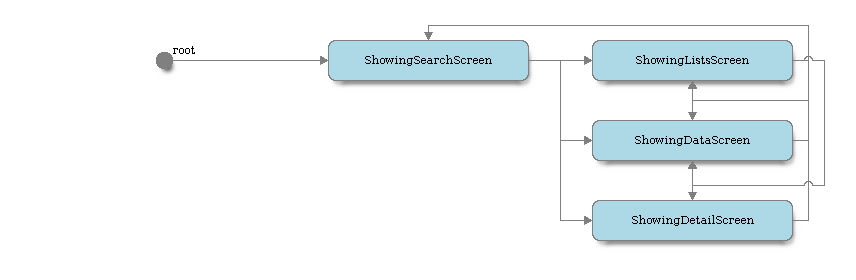 root
ShowingSearchScreen
ShowingListsScreen
ShowingDataScreen
ShowingDetailScreen